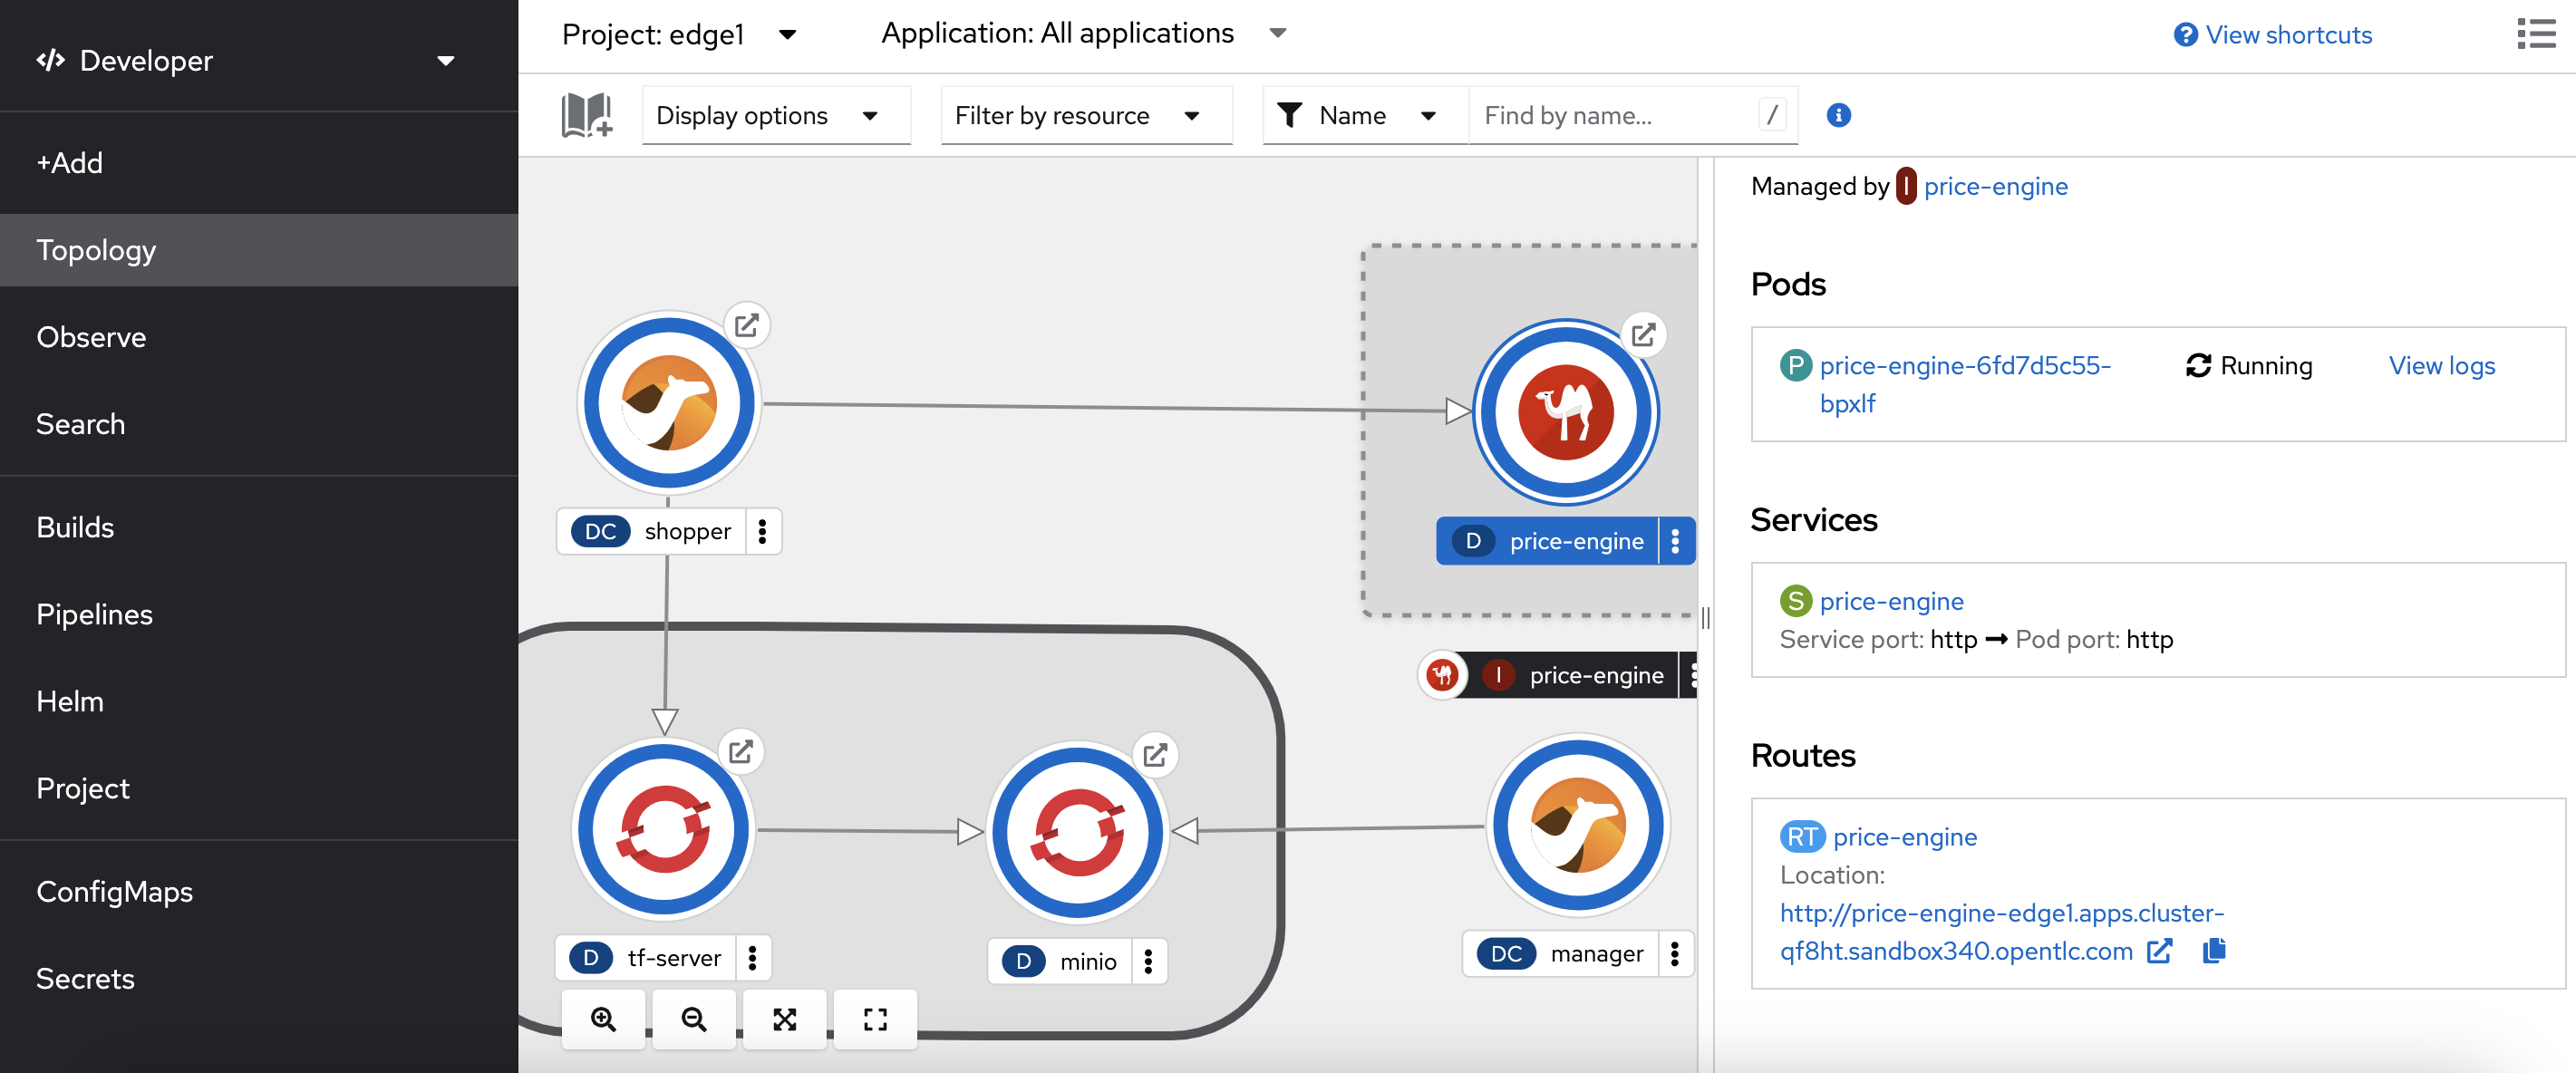 Developer
+Add
Topology
Observe
Search
Builds
Pipelines
Helm
Project
ConfigMaps
Secrets
Project: edge1
Application: All applications
View shortcuts
Display options
Filter by resource
Name
Find by name...
/
DC shopper
D price-engine
I price-engine
D tf-server
D minio
DC manager
Managed by I price-engine
Pods
P price-engine-6fd7d5c55-
bpxlf
Running
View logs
Services
S price-engine
Service port: http → Pod port: http
Routes
RT price-engine
Location:
http://price-engine-edge1.apps.cluster-
qf8ht.sandbox340.opentlc.com